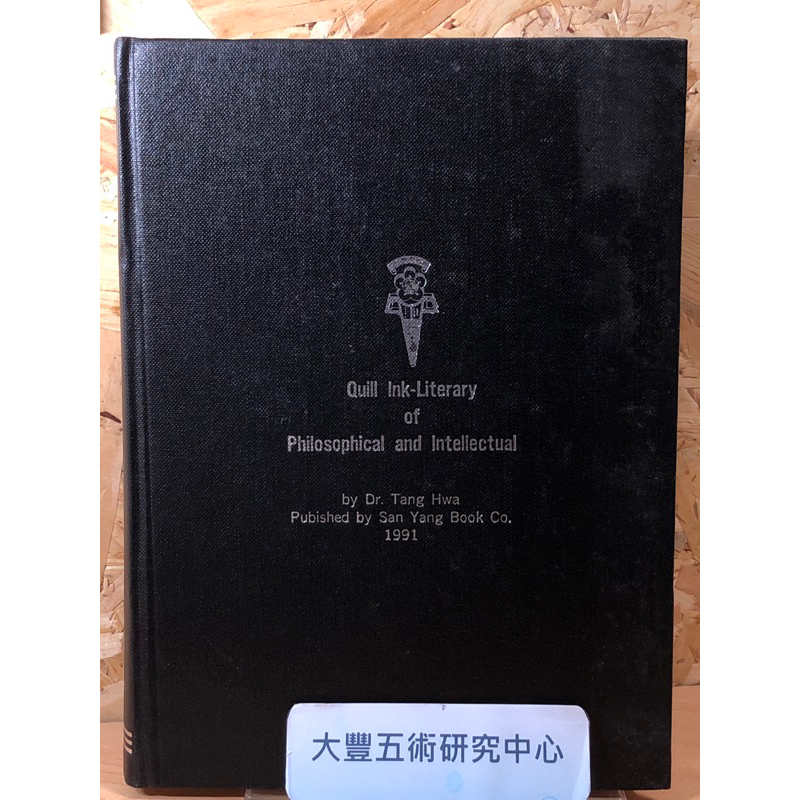 Quill Ink-Literary
of
Philosophical and Intellectual
by Dr. Tang Hwa
Pubished by San Yang Book Co.
1991
大豐五術研究中心